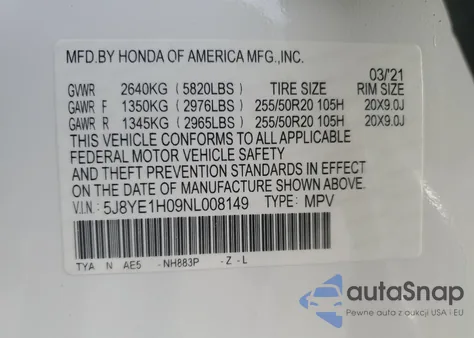 MFD.BY HONDA OF AMERICA MFG.,INC.
03/'21
GVWR 2640KG (5820LBS) TIRE SIZE RIM SIZE
GAWR F 1350KG (2976LBS) 255/50R20 105H 20X9.0J
GAWR R 1345KG (2965LBS) 255/50R20 105H 20X9.0J
THIS VEHICLE CONFORMS TO ALL APPLICABLE
FEDERAL MOTOR VEHICLE SAFETY
AND THEFT PREVENTION STANDARDS IN EFFECT
ON THE DATE OF MANUFACTURE SHOWN ABOVE.
V.I.N: 5J8YE1H09NL008149 TYPE: MPV
TYA N AE5 -NH883P -Z-L
autoSnap
Pewne auto z aukcji USA i EU